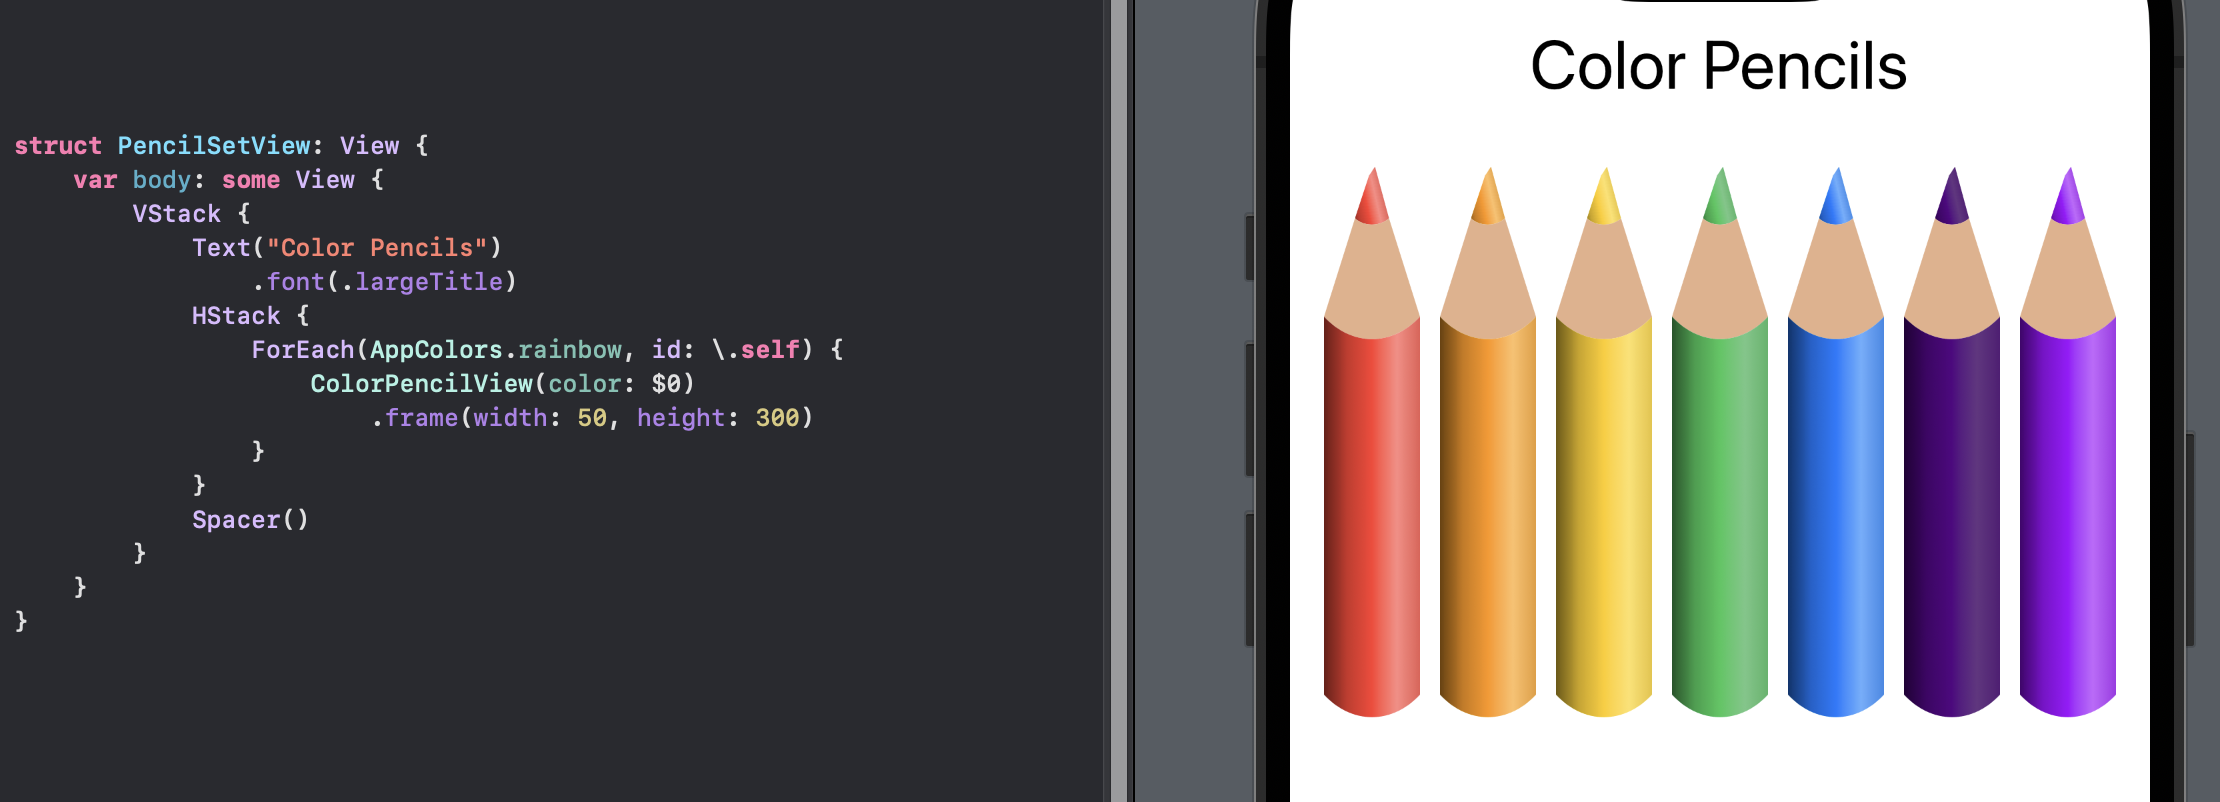 struct PencilSetView: View {
    var body: some View {
        VStack {
            Text("Color Pencils")
                .font(.largeTitle)
            HStack {
                ForEach(AppColors.rainbow, id: \.self) {
                    ColorPencilView(color: $0)
                        .frame(width: 50, height: 300)
                }
            }
            Spacer()
        }
    }
}
Color Pencils